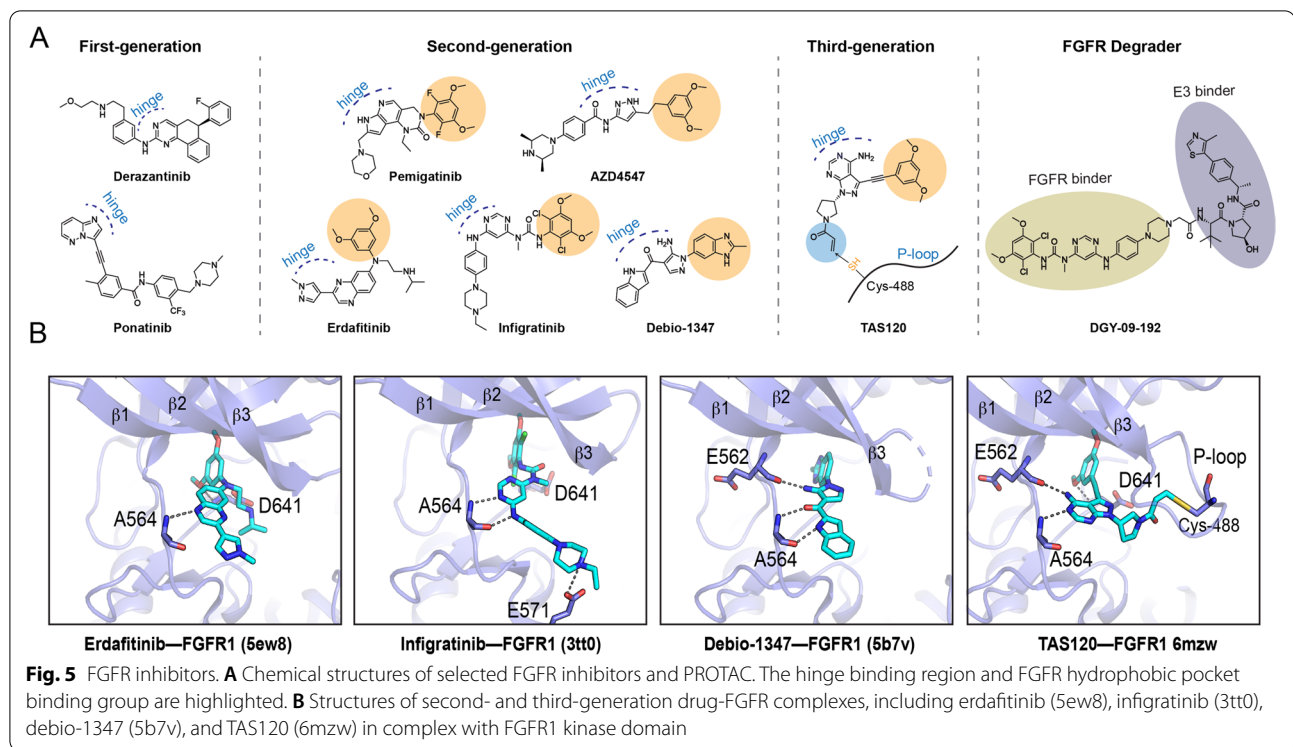 A
First-generation
Second-generation
Third-generation
FGFR Degrader
hinge
Derazantinib
hinge
Ponatinib
hinge
Pemigatinib
hinge
AZD4547
hinge
Erdafitinib
hinge
Infigratinib
hinge
Debio-1347
hinge
SH
P-loop
Cys-488
TAS120
E3 binder
FGFR binder
DGY-09-192
B
β1
β2
β3
A564
D641
Erdafitinib—FGFR1 (5ew8)
β1
β2
β3
A564
D641
E571
Infigratinib—FGFR1 (3tt0)
β1
β2
β3
E562
A564
Debio-1347—FGFR1 (5b7v)
β1
β2
β3
E562
D641
P-loop
Cys-488
A564
TAS120—FGFR1 6mzw
Fig. 5 FGFR inhibitors. A Chemical structures of selected FGFR inhibitors and PROTAC. The hinge binding region and FGFR hydrophobic pocket
binding group are highlighted. B Structures of second- and third-generation drug-FGFR complexes, including erdafitinib (5ew8), infigratinib (3tt0),
debio-1347 (5b7v), and TAS120 (6mzw) in complex with FGFR1 kinase domain